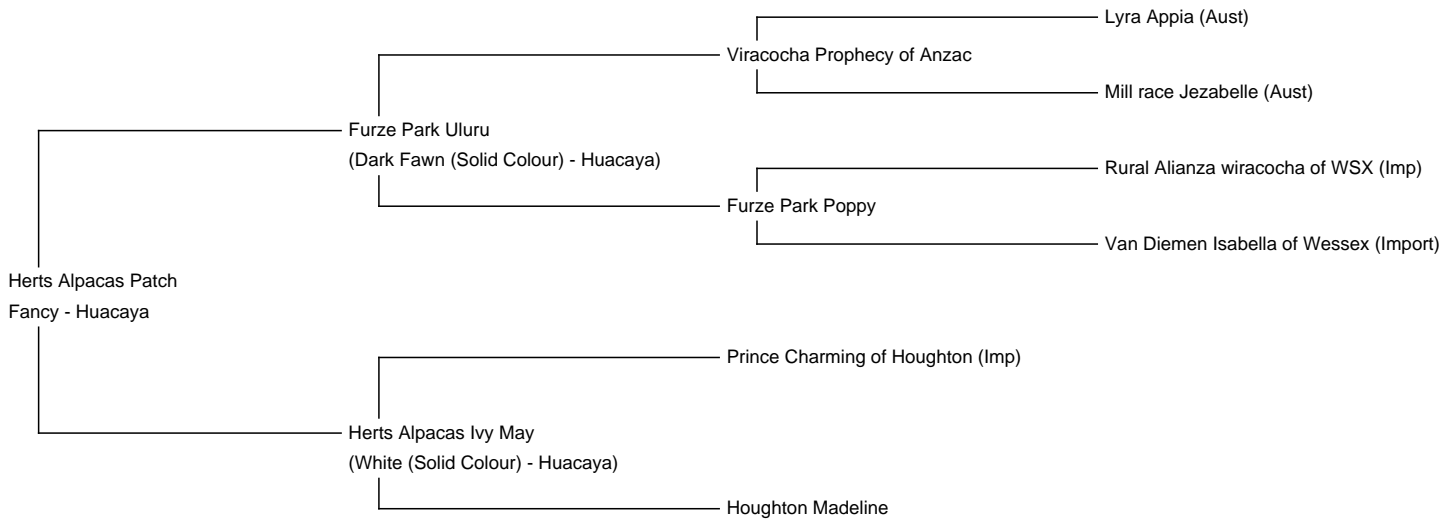 Lyra Appia (Aust)
Viracocha Prophecy of Anzac
Mill race Jezabelle (Aust)
Furze Park Uluru
(Dark Fawn (Solid Colour) - Huacaya)
Rural Alianza wiracocha of WSX (Imp)
Furze Park Poppy
Van Diemen Isabella of Wessex (Import)
Herts Alpacas Patch
Fancy - Huacaya
Prince Charming of Houghton (Imp)
Herts Alpacas Ivy May
(White (Solid Colour) - Huacaya)
Houghton Madeline